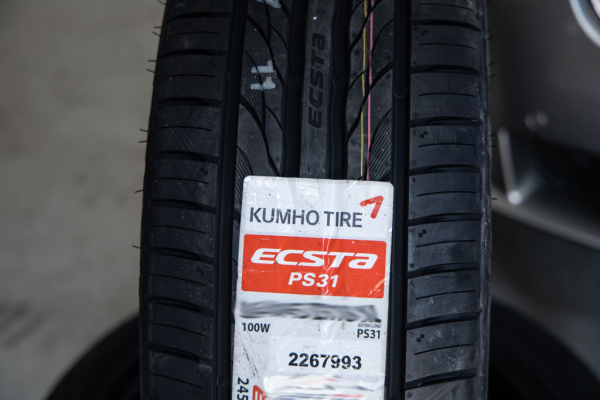 ECSTA
KUMHO TIRE
ECSTA
PS31
100W
EXTRA LOAD
PS31
2267993
245